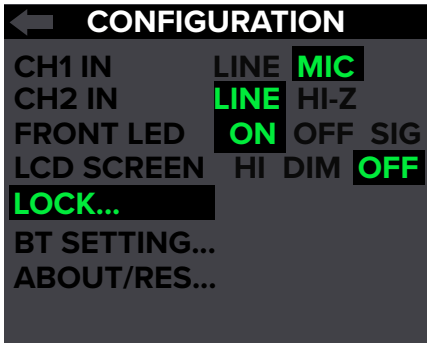 CONFIGURATION
CH1 IN LINE MIC
CH2 IN LINE HI-Z
FRONT LED ON OFF SIG
LCD SCREEN HI DIM OFF
LOCK...
BT SETTING...
ABOUT/RES...